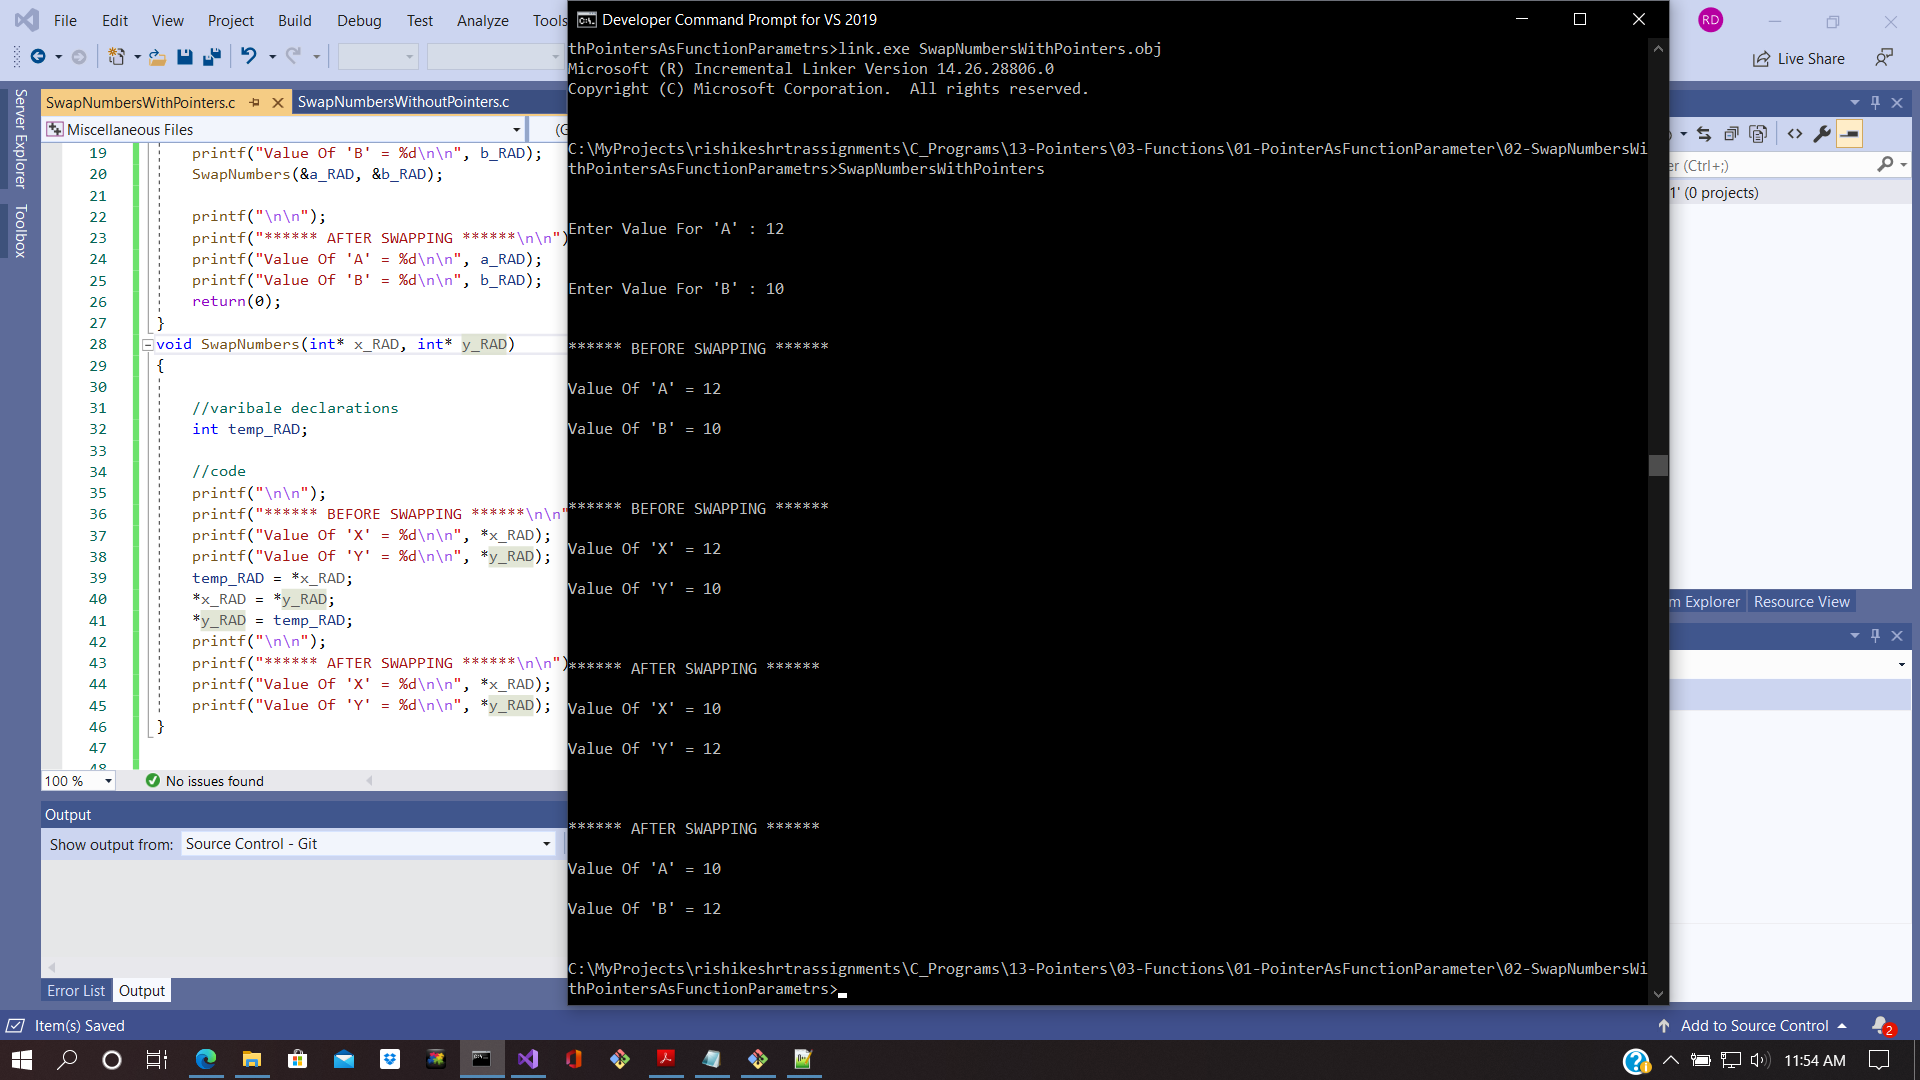 File Edit View Project Build Debug Test Analyze Tools
Developer Command Prompt for VS 2019
RD
Live Share
Server Explorer
Toolbox
SwapNumbersWithPointers.c
SwapNumbersWithoutPointers.c
Miscellaneous Files
19 printf("Value Of 'B' = %d\n\n", b_RAD);
20 SwapNumbers(&a_RAD, &b_RAD);
21
22 printf("\n\n");
23 printf("****** AFTER SWAPPING ******\n\n")
24 printf("Value Of 'A' = %d\n\n", a_RAD);
25 printf("Value Of 'B' = %d\n\n", b_RAD);
26 return(0);
27 }
28 void SwapNumbers(int* x_RAD, int* y_RAD)
29 {
30
31 //varibale declarations
32 int temp_RAD;
33
34 //code
35 printf("\n\n");
36 printf("****** BEFORE SWAPPING ******\n\n"
37 printf("Value Of 'X' = %d\n\n", *x_RAD);
38 printf("Value Of 'Y' = %d\n\n", *y_RAD);
39 temp_RAD = *x_RAD;
40 *x_RAD = *y_RAD;
41 *y_RAD = temp_RAD;
42 printf("\n\n");
43 printf("****** AFTER SWAPPING ******\n\n")
44 printf("Value Of 'X' = %d\n\n", *x_RAD);
45 printf("Value Of 'Y' = %d\n\n", *y_RAD);
46 }
47
48
100 % No issues found
Output
Show output from: Source Control - Git
Error List Output
thPointersAsFunctionParametrs>link.exe SwapNumbersWithPointers.obj
Microsoft (R) Incremental Linker Version 14.26.28806.0
Copyright (C) Microsoft Corporation. All rights reserved.
C:\MyProjects\rishikeshrtrassignments\C_Programs\13-Pointers\03-Functions\01-PointerAsFunctionParameter\02-SwapNumbersWi
thPointersAsFunctionParametrs>SwapNumbersWithPointers
Enter Value For 'A' : 12
Enter Value For 'B' : 10
****** BEFORE SWAPPING ******
Value Of 'A' = 12
Value Of 'B' = 10
****** BEFORE SWAPPING ******
Value Of 'X' = 12
Value Of 'Y' = 10
****** AFTER SWAPPING ******
Value Of 'X' = 10
Value Of 'Y' = 12
****** AFTER SWAPPING ******
Value Of 'A' = 10
Value Of 'B' = 12
C:\MyProjects\rishikeshrtrassignments\C_Programs\13-Pointers\03-Functions\01-PointerAsFunctionParameter\02-SwapNumbersWi
thPointersAsFunctionParametrs>
er (Ctrl+;)
1' (0 projects)
m Explorer Resource View
Item(s) Saved
Add to Source Control
2
11:54 AM